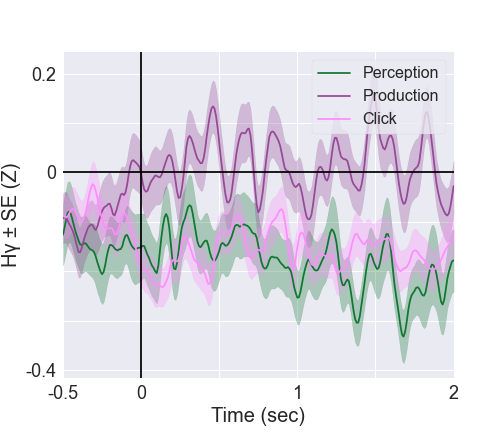 Perception
Production
Click
0.2
0
-0.4
Hγ ± SE (Z)
-0.5
0
1
2
Time (sec)